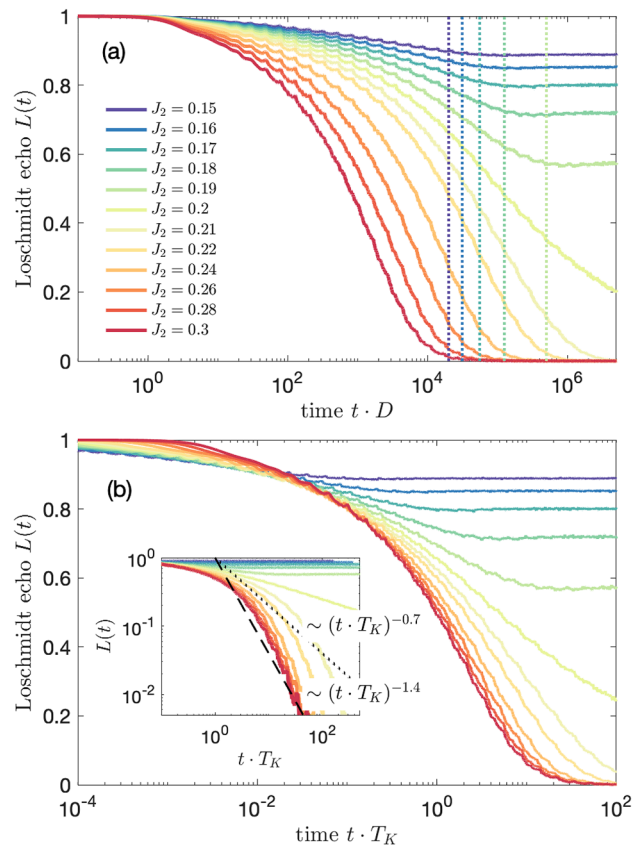 1
(a)
0.8
0.6
0.4
0.2
0
Loschmidt echo L(t)
J₂ = 0.15
J₂ = 0.16
J₂ = 0.17
J₂ = 0.18
J₂ = 0.19
J₂ = 0.2
J₂ = 0.21
J₂ = 0.22
J₂ = 0.24
J₂ = 0.26
J₂ = 0.28
J₂ = 0.3
10⁰ 10² 10⁴ 10⁶
time t · D
1
(b)
0.8
0.6
0.4
0.2
0
Loschmidt echo L(t)
10⁰
10⁻¹
10⁻²
L(t)
∼ (t · T_K)⁻⁰·⁷
∼ (t · T_K)⁻¹·⁴
10⁰ 10²
t · T_K
10⁻⁴ 10⁻² 10⁰ 10²
time t · T_K